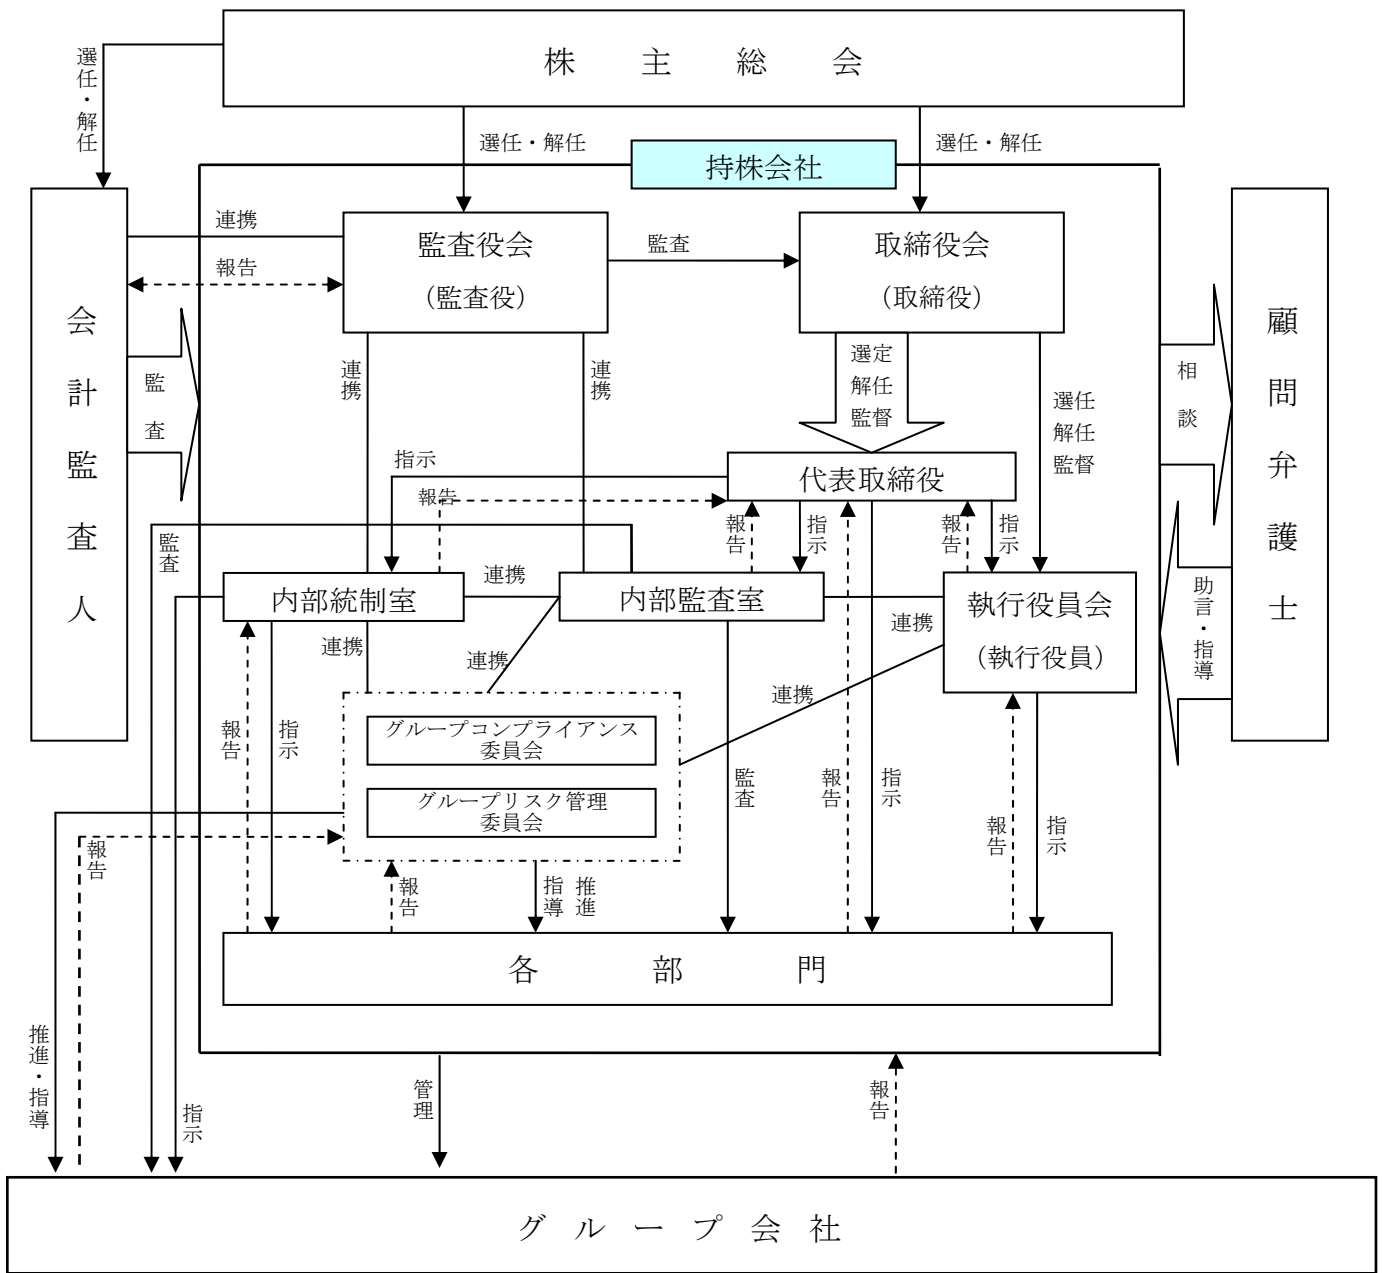 株主総会
選任・解任
選任・解任
選任・解任
持株会社
会計監査人
連携
報告
監査
監査役会
（監査役）
監査
取締役会
（取締役）
顧問弁護士
相談
助言・指導
連携
連携
選定
解任
監督
選任
解任
監督
代表取締役
指示
報告
報告
指示
報告
指示
監査
内部統制室
連携
内部監査室
連携
執行役員会
（執行役員）
連携
連携
連携
報告
指示
グループコンプライアンス
委員会
グループリスク管理
委員会
監査
報告
指示
報告
指示
報告
報告
指導
推進
各部門
推進・指導
指示
管理
報告
グループ会社